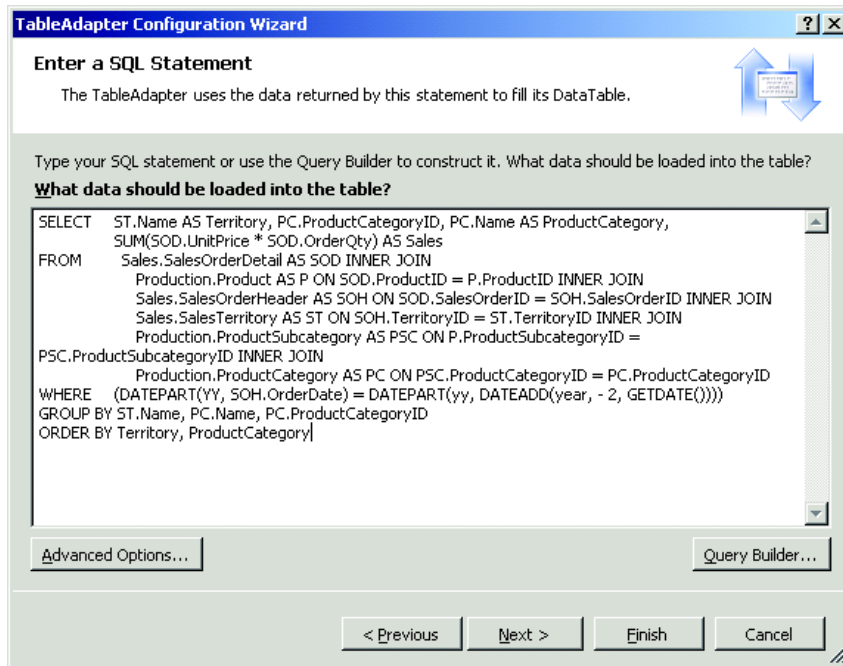 TableAdapter Configuration Wizard
Enter a SQL Statement
The TableAdapter uses the data returned by this statement to fill its DataTable.
Type your SQL statement or use the Query Builder to construct it. What data should be loaded into the table?
What data should be loaded into the table?
SELECT ST.Name AS Territory, PC.ProductCategoryID, PC.Name AS ProductCategory,
SUM(SOD.UnitPrice * SOD.OrderQty) AS Sales
FROM Sales.SalesOrderDetail AS SOD INNER JOIN
Production.Product AS P ON SOD.ProductID = P.ProductID INNER JOIN
Sales.SalesOrderHeader AS SOH ON SOD.SalesOrderID = SOH.SalesOrderID INNER JOIN
Sales.SalesTerritory AS ST ON SOH.TerritoryID = ST.TerritoryID INNER JOIN
Production.ProductSubcategory AS PSC ON P.ProductSubcategoryID =
PSC.ProductSubcategoryID INNER JOIN
Production.ProductCategory AS PC ON PSC.ProductCategoryID = PC.ProductCategoryID
WHERE (DATEPART(YY, SOH.OrderDate) = DATEPART(yy, DATEADD(year, - 2, GETDATE())))
GROUP BY ST.Name, PC.Name, PC.ProductCategoryID
ORDER BY Territory, ProductCategory
Advanced Options... Query Builder...
< Previous Next > Finish Cancel